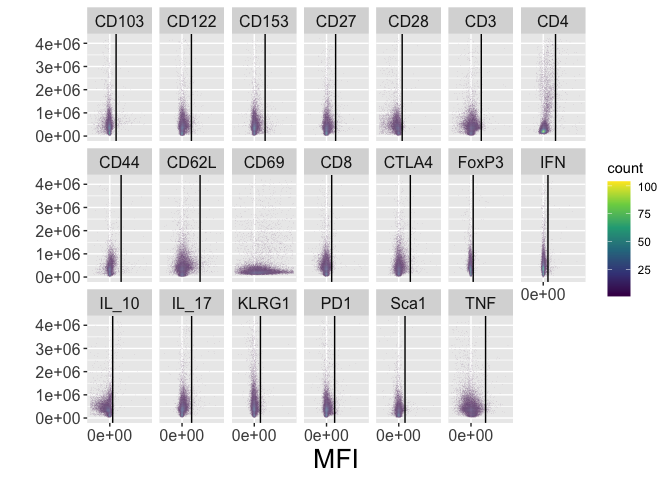 CD103 CD122 CD153 CD27 CD28 CD3 CD4
4e+06
3e+06
2e+06
1e+06
0e+00
CD44 CD62L CD69 CD8 CTLA4 FoxP3 IFN
4e+06
3e+06
2e+06
1e+06
0e+00
0e+00
IL_10 IL_17 KLRG1 PD1 Sca1 TNF
4e+06
3e+06
2e+06
1e+06
0e+00
0e+00 0e+00 0e+00 0e+00 0e+00 0e+00
MFI
count
100
75
50
25